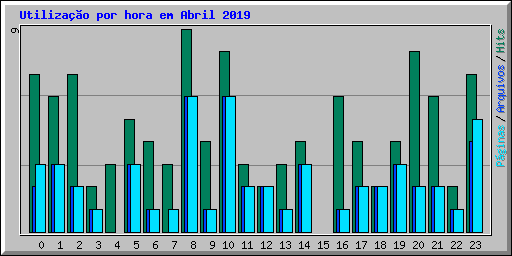 Utilização por hora em Abril 2019
9
Páginas / Arquivos / Hits
0 1 2 3 4 5 6 7 8 9 10 11 12 13 14 15 16 17 18 19 20 21 22 23